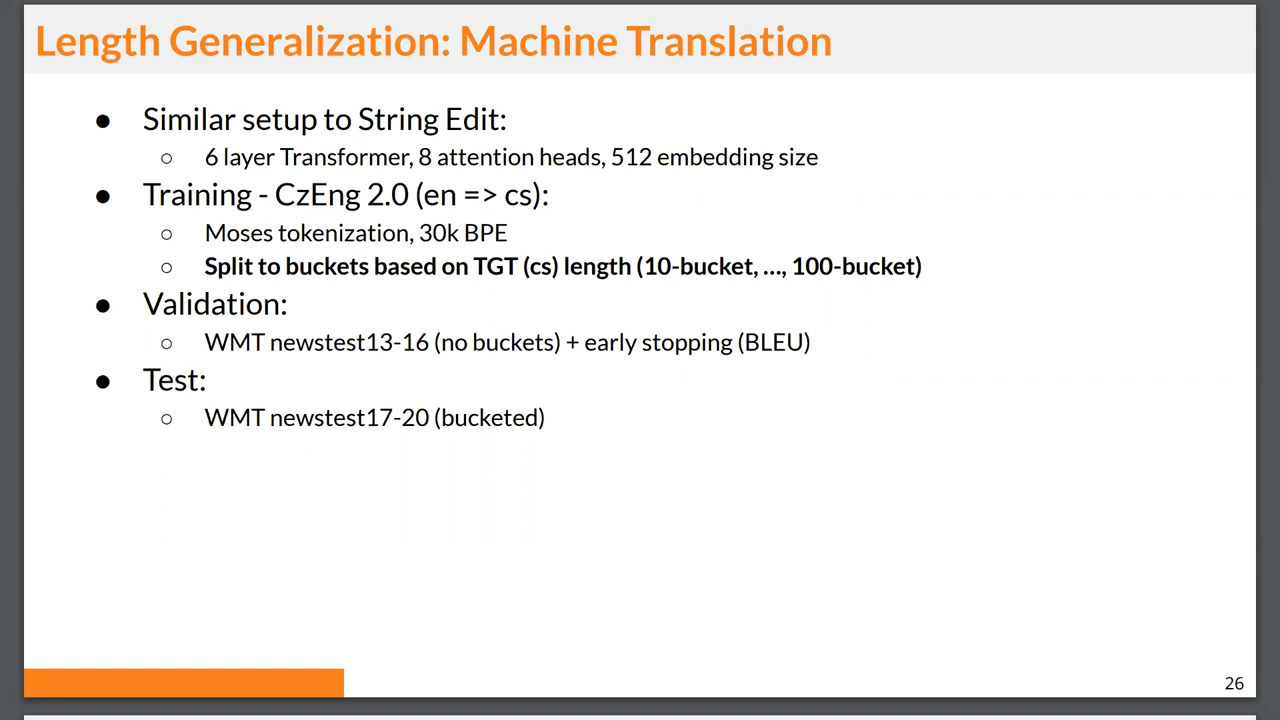 Length Generalization: Machine Translation
● Similar setup to String Edit:
○ 6 layer Transformer, 8 attention heads, 512 embedding size
● Training - CzEng 2.0 (en => cs):
○ Moses tokenization, 30k BPE
○ Split to buckets based on TGT (cs) length (10-bucket, ..., 100-bucket)
● Validation:
○ WMT newstest13-16 (no buckets) + early stopping (BLEU)
● Test:
○ WMT newstest17-20 (bucketed)
26